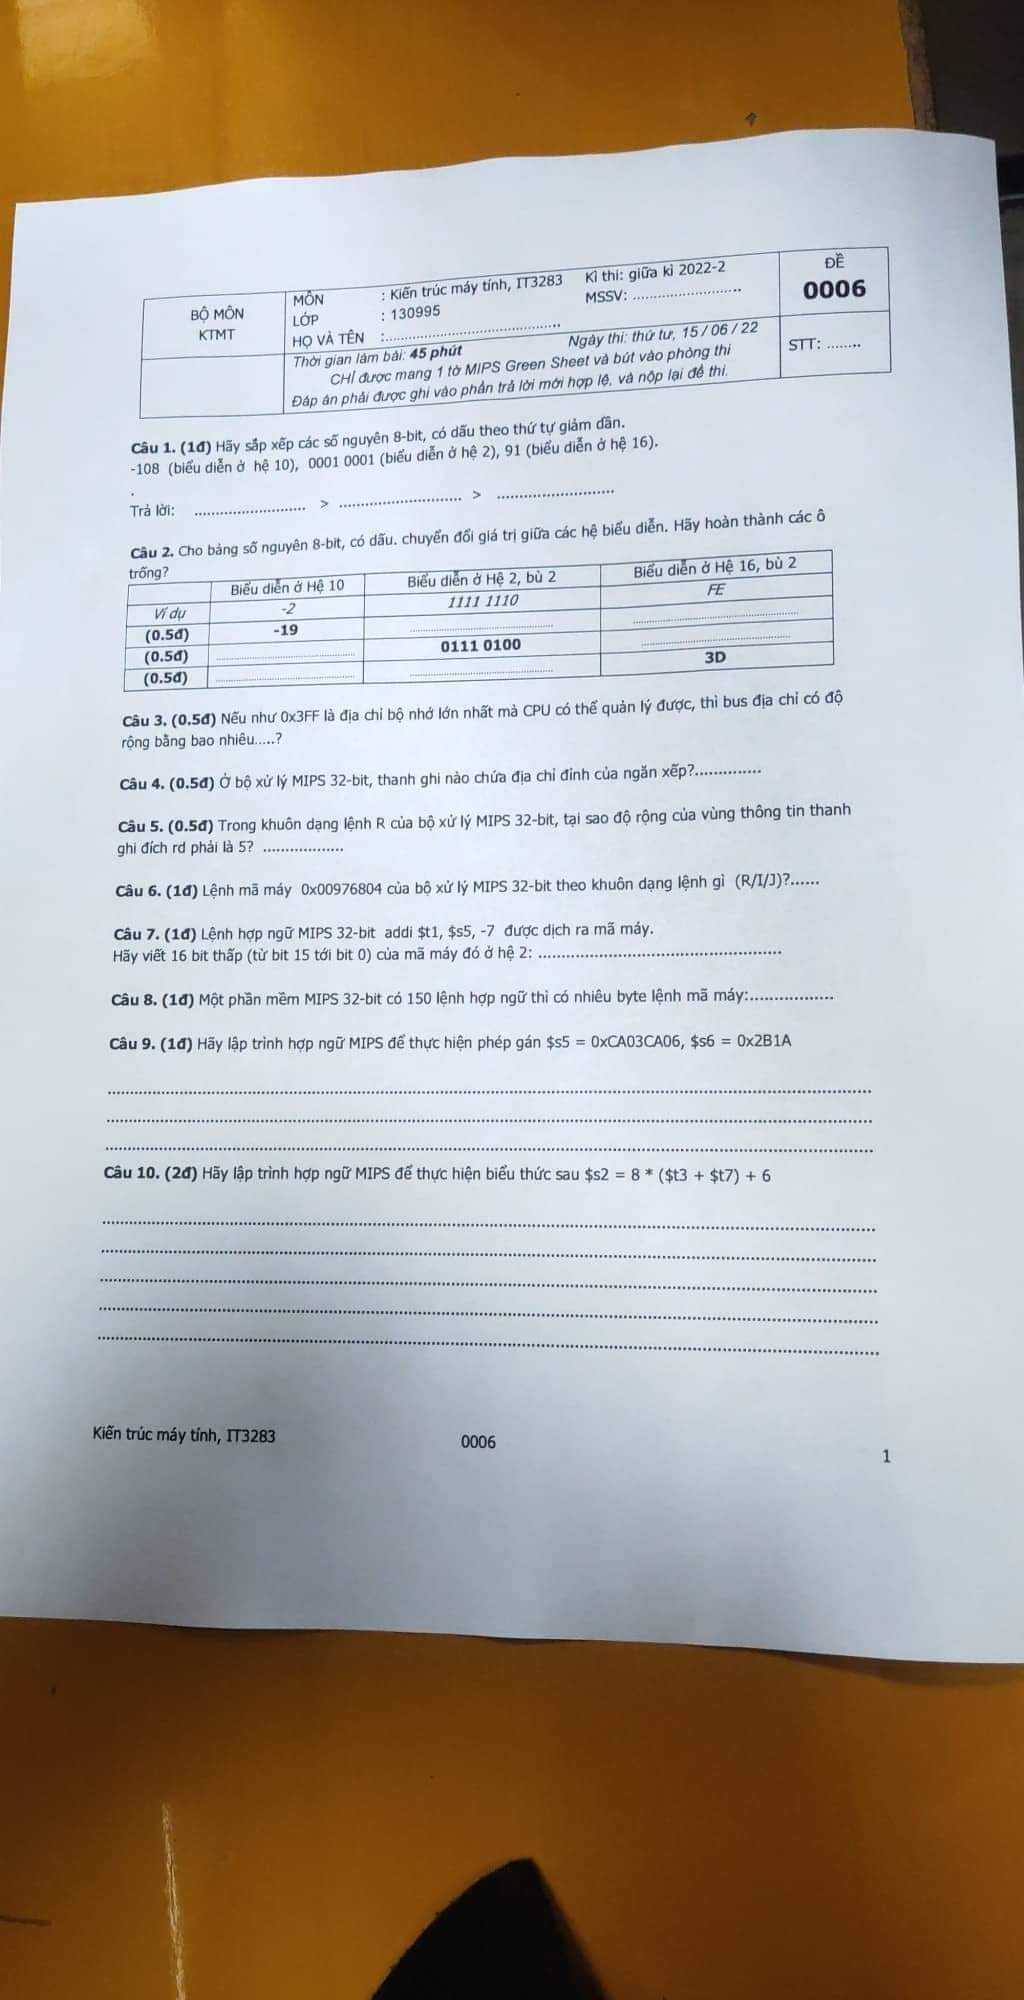 BỘ MÔN
KTMT
MÔN : Kiến trúc máy tính, IT3283 Kì thi: giữa kì 2022-2
LỚP : 130995 MSSV: ..........................
HỌ VÀ TÊN :..........................................
ĐỀ
0006
Thời gian làm bài: 45 phút Ngày thi: thứ tư, 15 / 06 / 22
CHỈ được mang 1 tờ MIPS Green Sheet và bút vào phòng thi
Đáp án phải được ghi vào phần trả lời mới hợp lệ, và nộp lại đề thi.
STT: ........
Câu 1. (1đ) Hãy sắp xếp các số nguyên 8-bit, có dấu theo thứ tự giảm dần.
-108 (biểu diễn ở hệ 10), 0001 0001 (biểu diễn ở hệ 2), 91 (biểu diễn ở hệ 16).
.
Trả lời: .......................... > ............................. > ............................
Câu 2. Cho bảng số nguyên 8-bit, có dấu. chuyển đổi giá trị giữa các hệ biểu diễn. Hãy hoàn thành các ô
trống?
Biểu diễn ở Hệ 10 Biểu diễn ở Hệ 2, bù 2 Biểu diễn ở Hệ 16, bù 2
Ví dụ -2 1111 1110 FE
(0.5đ) -19 .................................. ..................................
(0.5đ) .................................. 0111 0100 ..................................
(0.5đ) .................................. .................................. 3D
Câu 3. (0.5đ) Nếu như 0x3FF là địa chỉ bộ nhớ lớn nhất mà CPU có thể quản lý được, thì bus địa chỉ có độ
rộng bằng bao nhiêu.....?
Câu 4. (0.5đ) Ở bộ xử lý MIPS 32-bit, thanh ghi nào chứa địa chỉ đỉnh của ngăn xếp?...............
Câu 5. (0.5đ) Trong khuôn dạng lệnh R của bộ xử lý MIPS 32-bit, tại sao độ rộng của vùng thông tin thanh
ghi đích rd phải là 5? ..................
Câu 6. (1đ) Lệnh mã máy 0x00976804 của bộ xử lý MIPS 32-bit theo khuôn dạng lệnh gì (R/I/J)?......
Câu 7. (1đ) Lệnh hợp ngữ MIPS 32-bit addi $t1, $s5, -7 được dịch ra mã máy.
Hãy viết 16 bit thấp (từ bit 15 tới bit 0) của mã máy đó ở hệ 2: ......................................................
Câu 8. (1đ) Một phần mềm MIPS 32-bit có 150 lệnh hợp ngữ thì có nhiêu byte lệnh mã máy:..................
Câu 9. (1đ) Hãy lập trình hợp ngữ MIPS để thực hiện phép gán $s5 = 0xCA03CA06, $s6 = 0x2B1A
Câu 10. (2đ) Hãy lập trình hợp ngữ MIPS để thực hiện biểu thức sau $s2 = 8 * ($t3 + $t7) + 6
Kiến trúc máy tính, IT3283 0006
1